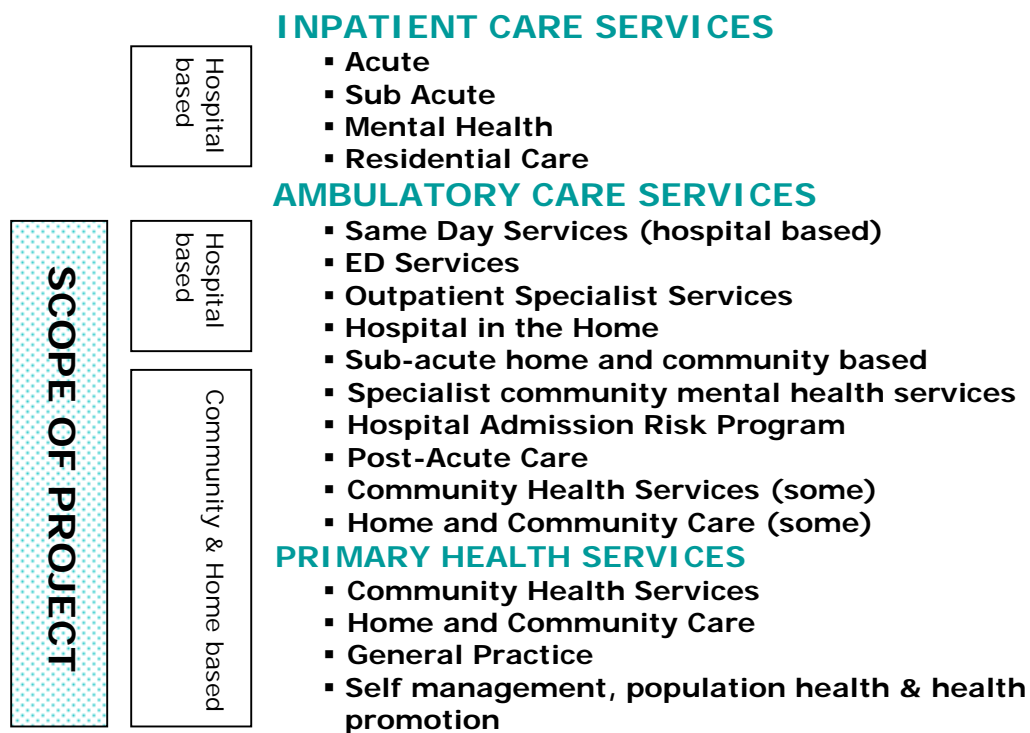 INPATIENT CARE SERVICES
Hospital
based
▪ Acute
▪ Sub Acute
▪ Mental Health
▪ Residential Care
AMBULATORY CARE SERVICES
SCOPE OF PROJECT
Hospital
based
▪ Same Day Services (hospital based)
▪ ED Services
▪ Outpatient Specialist Services
▪ Hospital in the Home
▪ Sub-acute home and community based
Community & Home based
▪ Specialist community mental health services
▪ Hospital Admission Risk Program
▪ Post-Acute Care
▪ Community Health Services (some)
▪ Home and Community Care (some)
PRIMARY HEALTH SERVICES
▪ Community Health Services
▪ Home and Community Care
▪ General Practice
▪ Self management, population health & health
promotion